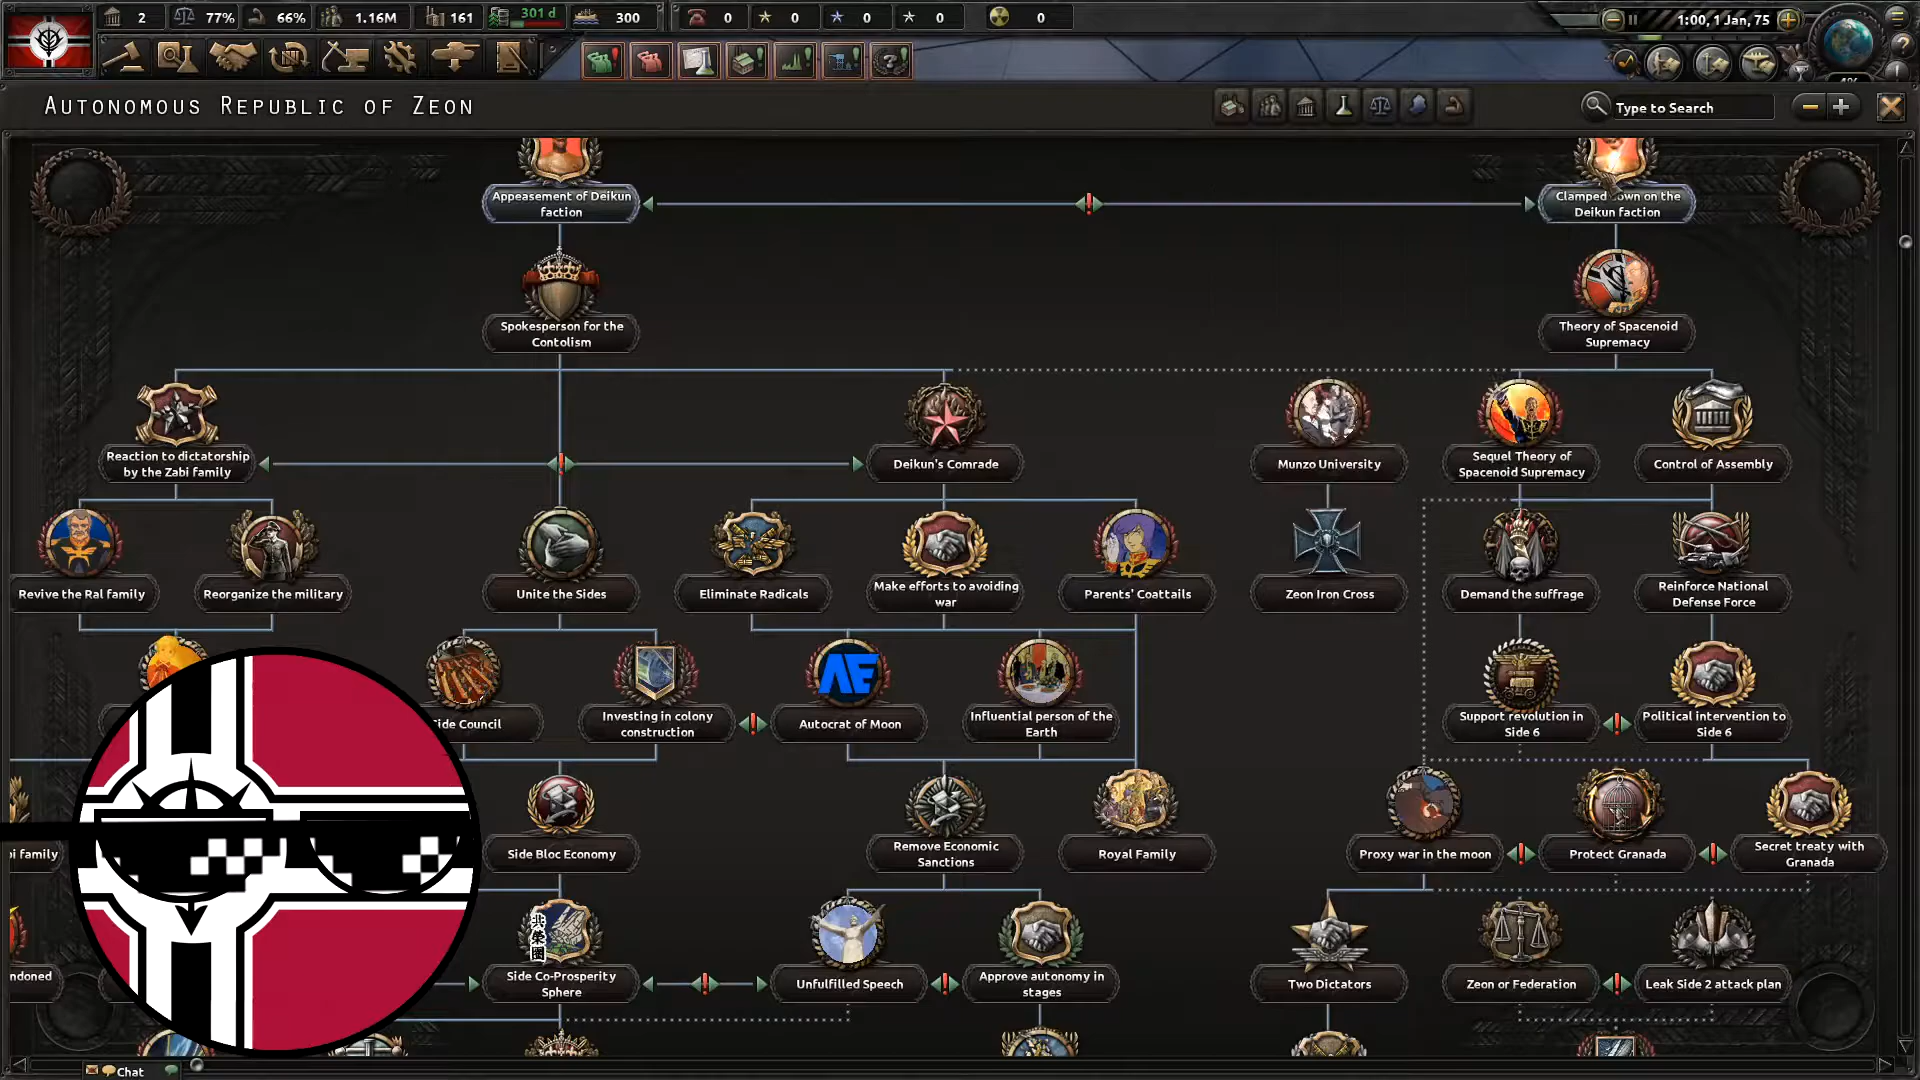 2
77%
66%
1.16M
161
301 d
300
0
0
0
0
0
1:00, 1 Jan, 75
Autonomous Republic of Zeon
Type to Search
Appeasement of Deikun
faction
Clamped down on the
Deikun faction
Spokesperson for the
Contolism
Theory of Spacenoid
Supremacy
Reaction to dictatorship
by the Zabi family
Deikun's Comrade
Munzo University
Sequel Theory of
Spacenoid Supremacy
Control of Assembly
Revive the Ral family
Reorganize the military
Unite the Sides
Eliminate Radicals
Make efforts to avoiding
war
Parents' Coattails
Zeon Iron Cross
Demand the suffrage
Reinforce National
Defense Force
Side Council
Investing in colony
construction
AE
Autocrat of Moon
Influential person of the
Earth
Support revolution in
Side 6
Political intervention to
Side 6
bi family
Side Bloc Economy
Remove Economic
Sanctions
Royal Family
Proxy war in the moon
Protect Granada
Secret treaty with
Granada
ndoned
共栄圏
Side Co-Prosperity
Sphere
Unfulfilled Speech
Approve autonomy in
stages
Two Dictators
Zeon or Federation
Leak Side 2 attack plan
Chat